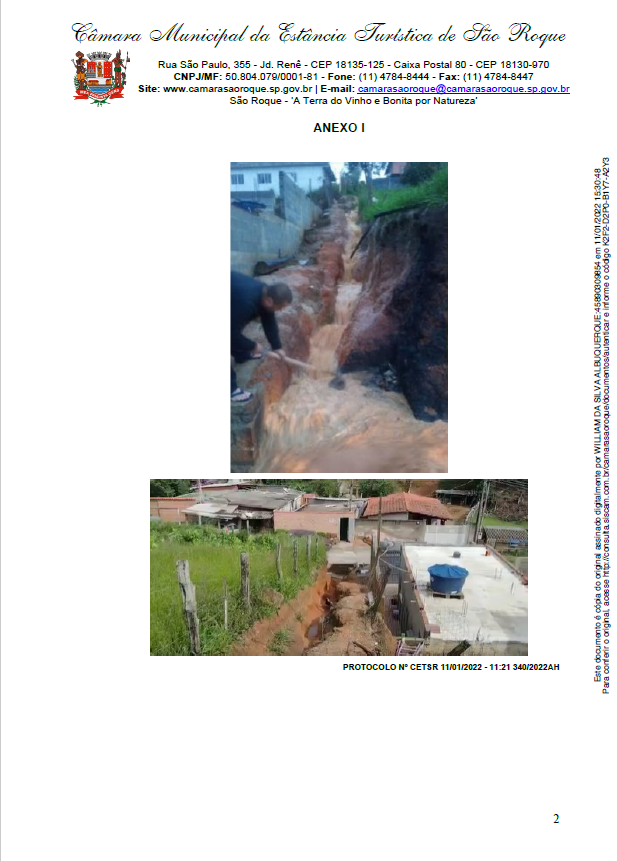 Câmara Municipal da Estância Turística de São Roque
Rua São Paulo, 355 - Jd. Renê - CEP 18135-125 - Caixa Postal 80 - CEP 18130-970
CNPJ/MF: 50.804.079/0001-81 - Fone: (11) 4784-8444 - Fax: (11) 4784-8447
Site: www.camarasaoroque.sp.gov.br | E-mail: camarasaoroque@camarasaoroque.sp.gov.br
São Roque - 'A Terra do Vinho e Bonita por Natureza'
ANEXO I
PROTOCOLO Nº CETSR 11/01/2022 - 11:21 340/2022AH
2
Este documento é cópia do original assinado digitalmente por WILLIAM DA SILVA ALBUQUERQUE:45890309854 em 11/01/2022 15:30:48
Para conferir o original, acesse http://consulta.siscam.com.br/camarasaoroque/documentos/autenticar e informe o código K2F2-D2P0-B1Y7-A2Y3